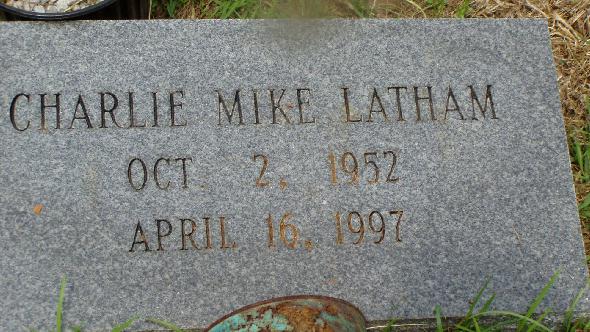 CHARLIE MIKE LATHAM
OCT. 2, 1952
APRIL 16, 1997